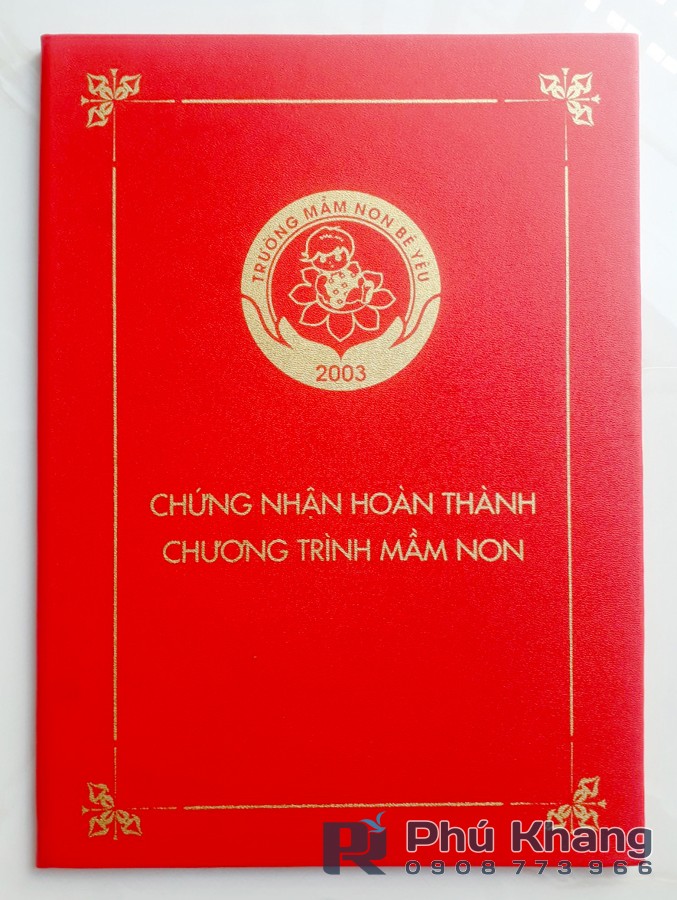 TRƯỜNG MẦM NON BÉ YÊU
2003
CHỨNG NHẬN HOÀN THÀNH
CHƯƠNG TRÌNH MẦM NON
Phú Khang
0908 773 966